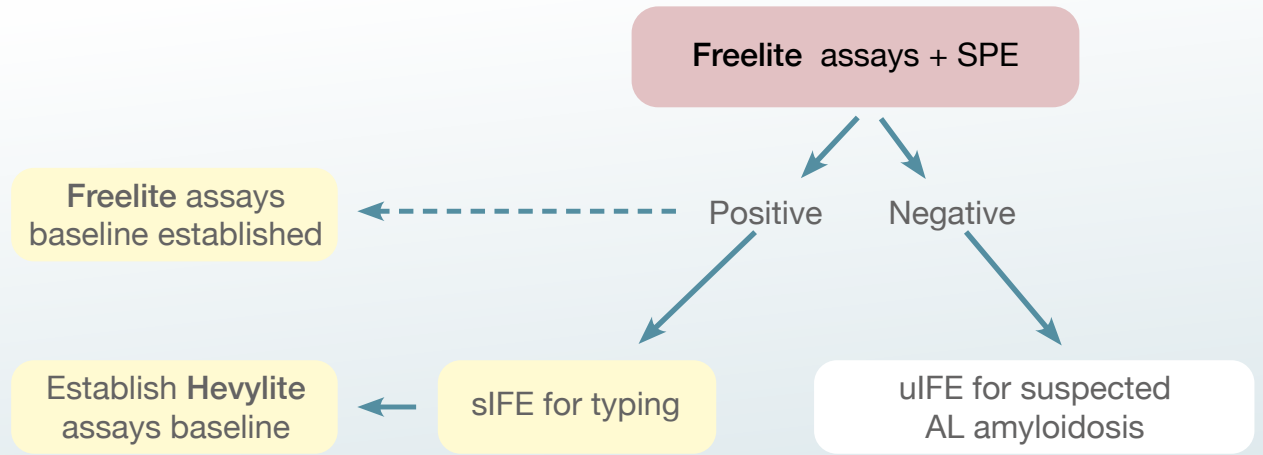 Freelite assays + SPE
Freelite assays
baseline established
Positive
Negative
Establish Hevylite
assays baseline
sIFE for typing
uIFE for suspected
AL amyloidosis